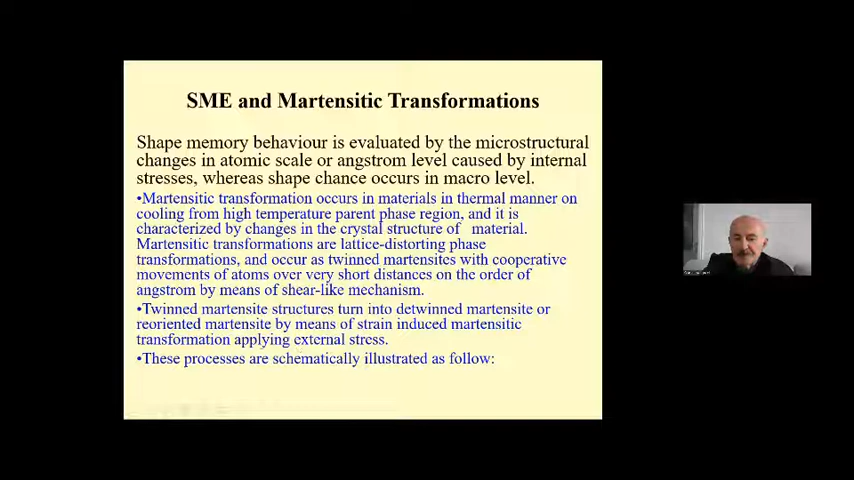 SME and Martensitic Transformations
Shape memory behaviour is evaluated by the microstructural
changes in atomic scale or angstrom level caused by internal
stresses, whereas shape chance occurs in macro level.
•Martensitic transformation occurs in materials in thermal manner on
cooling from high temperature parent phase region, and it is
characterized by changes in the crystal structure of material.
Martensitic transformations are lattice-distorting phase
transformations, and occur as twinned martensites with cooperative
movements of atoms over very short distances on the order of
angstrom by means of shear-like mechanism.
•Twinned martensite structures turn into detwinned martensite or
reoriented martensite by means of strain induced martensitic
transformation applying external stress.
•These processes are schematically illustrated as follow: